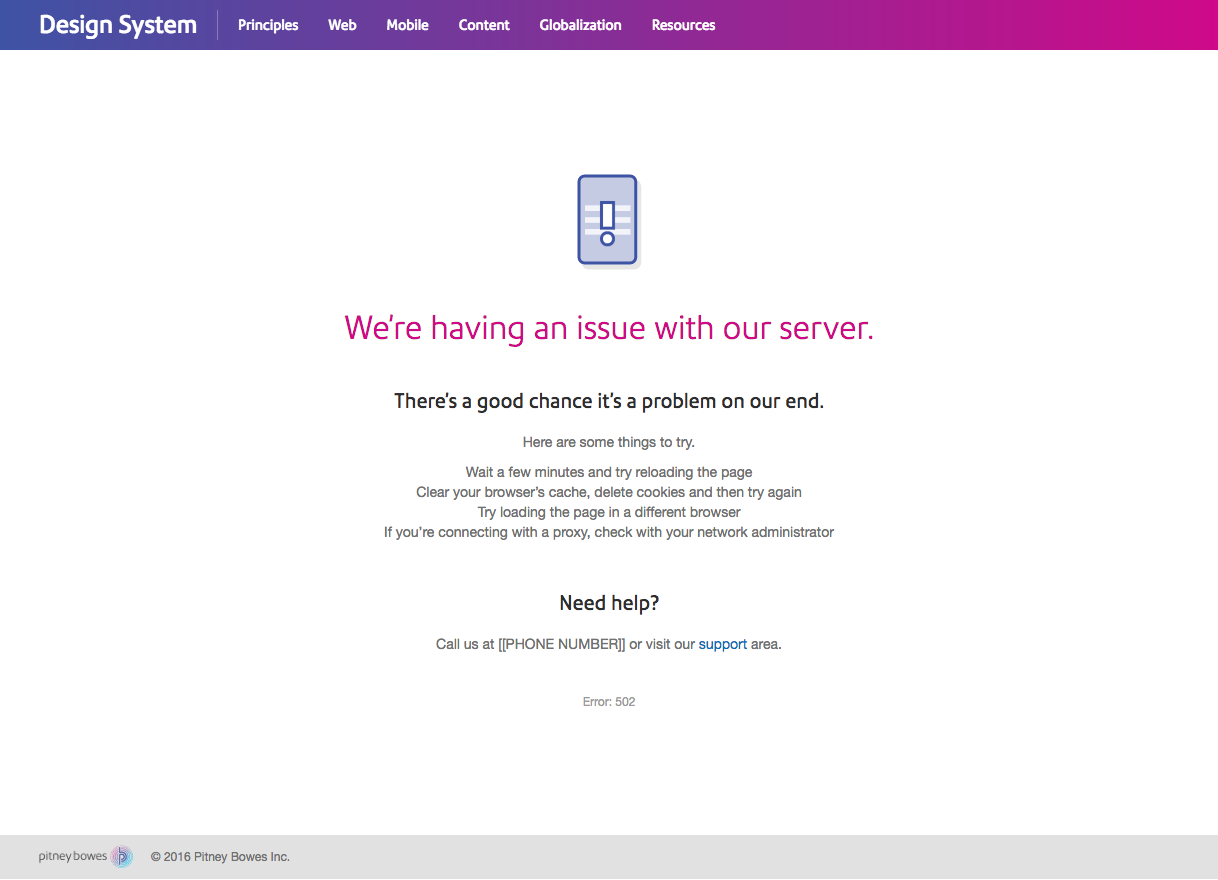 Design System
Principles
Web
Mobile
Content
Globalization
Resources
We're having an issue with our server.
There's a good chance it's a problem on our end.
Here are some things to try.
Wait a few minutes and try reloading the page
Clear your browser's cache, delete cookies and then try again
Try loading the page in a different browser
If you're connecting with a proxy, check with your network administrator
Need help?
Call us at [[PHONE NUMBER]] or visit our support area.
Error: 502
pitney bowes
© 2016 Pitney Bowes Inc.